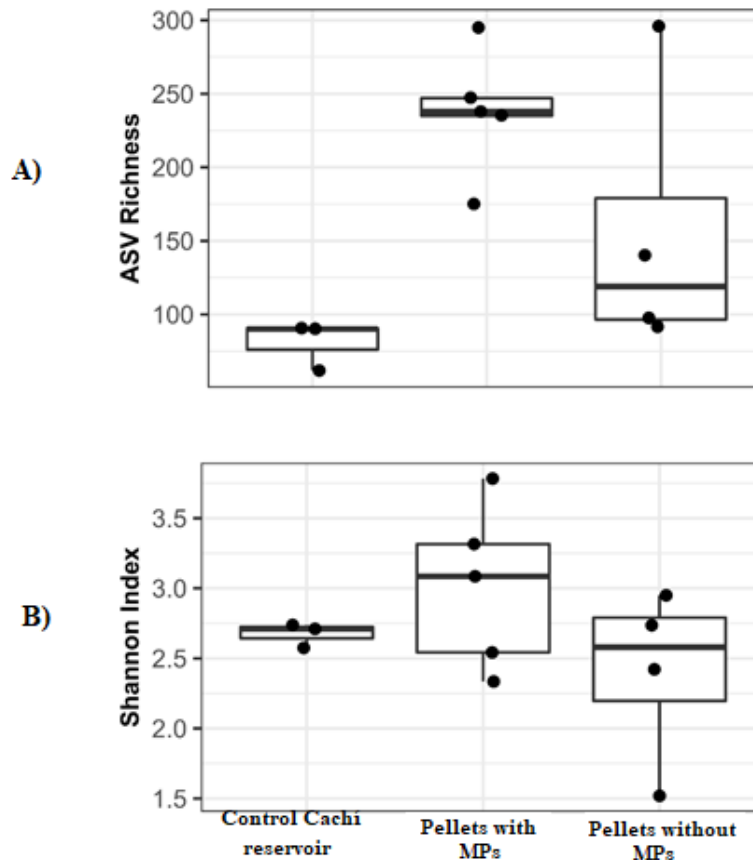 A)
ASV Richness
300
250
200
150
100
B)
Shannon Index
3.5
3.0
2.5
2.0
1.5
Control Cachí
reservoir
Pellets with
MPs
Pellets without
MPs